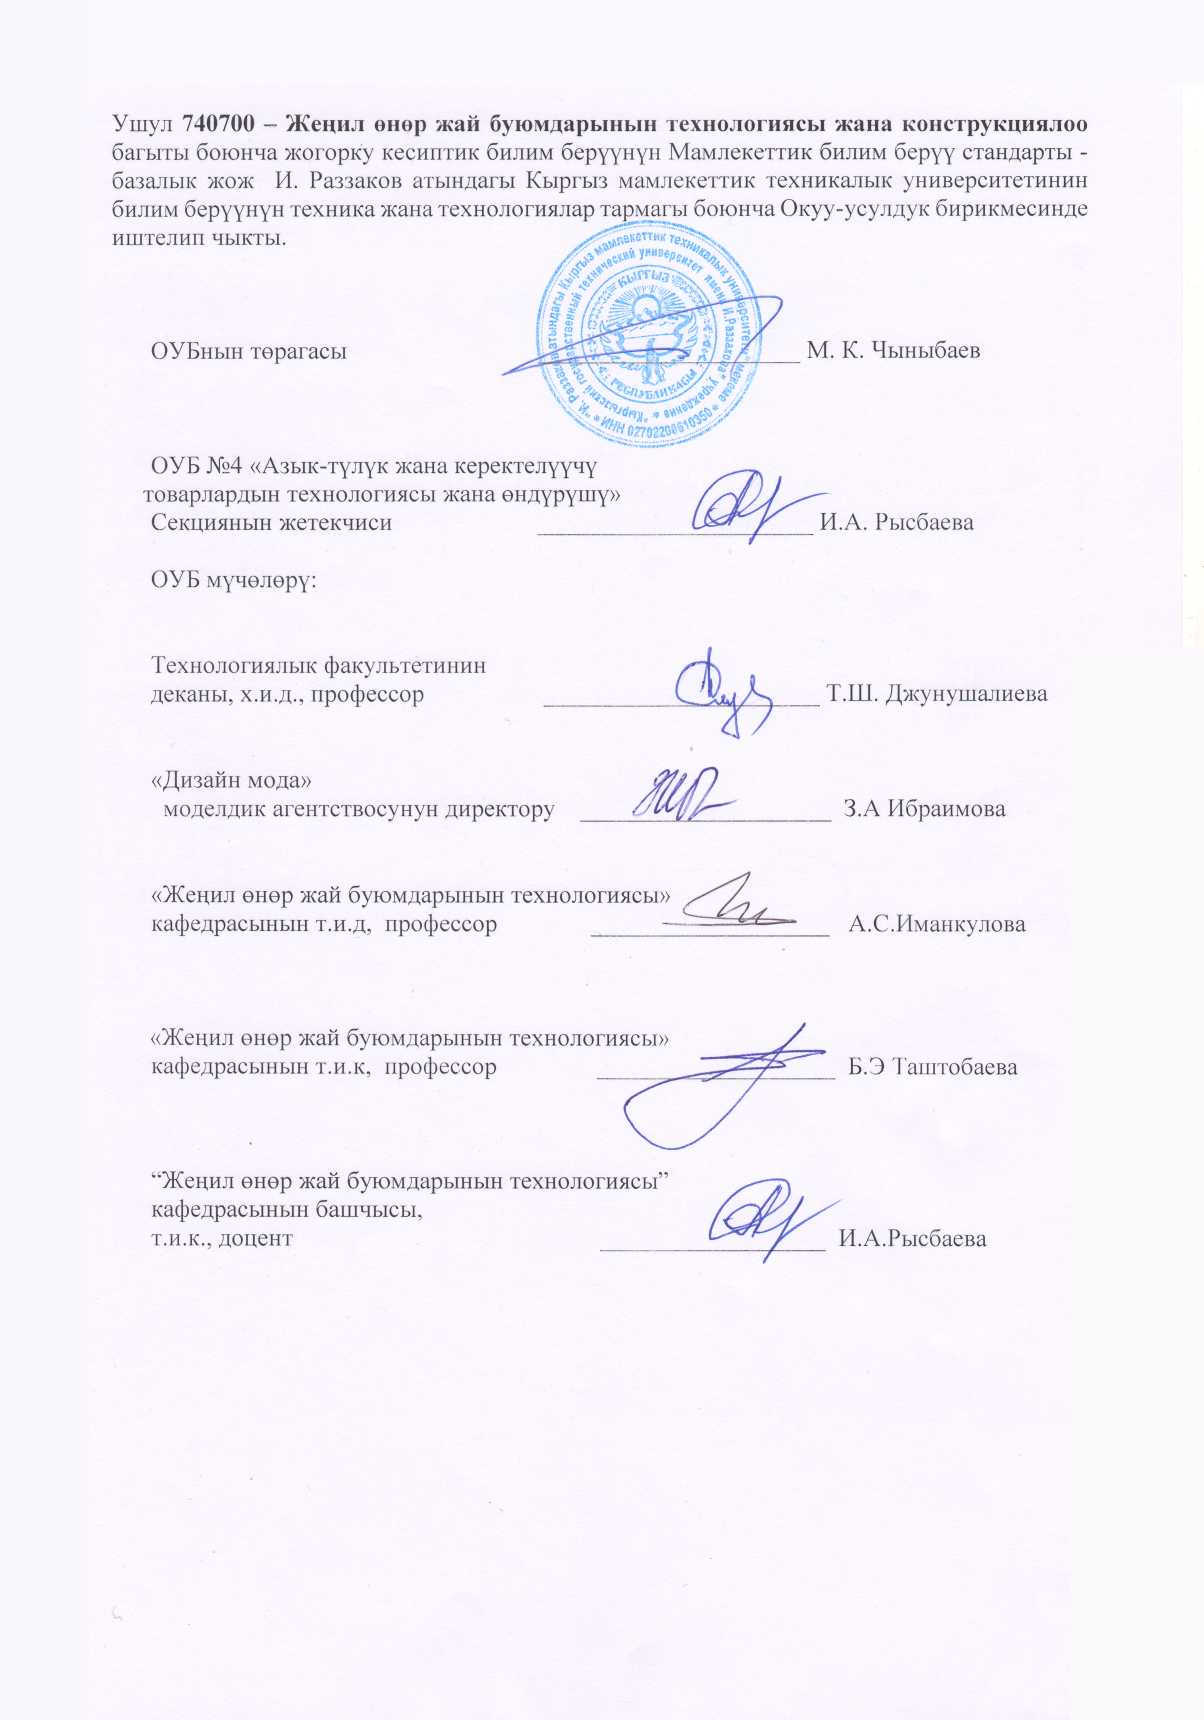 Ушул 740700 – Жеңил өнөр жай буюмдарынын технологиясы жана конструкциялоо
багыты боюнча жогорку кесиптик билим берүүнүн Мамлекеттик билим берүү стандарты -
базалык жож И. Раззаков атындагы Кыргыз мамлекеттик техникалык университетинин
билим берүүнүн техника жана технологиялар тармагы боюнча Окуу-усулдук бирикмесинде
иштелип чыкты.
ОУБнын төрагасы М. К. Чыныбаев
КЫРГЫЗ
РЕСПУБЛИКАСЫ
ОУБ №4 «Азык-түлүк жана керектелүүчү
товарлардын технологиясы жана өндүрүшү»
Секциянын жетекчиси И.А. Рысбаева
ОУБ мүчөлөрү:
Технологиялык факультетинин
деканы, х.и.д., профессор Т.Ш. Джунушалиева
«Дизайн мода»
моделдик агентствосунун директору З.А Ибраимова
«Жеңил өнөр жай буюмдарынын технологиясы»
кафедрасынын т.и.д, профессор А.С.Иманкулова
«Жеңил өнөр жай буюмдарынын технологиясы»
кафедрасынын т.и.к, профессор Б.Э Таштобаева
“Жеңил өнөр жай буюмдарынын технологиясы”
кафедрасынын башчысы,
т.и.к., доцент И.А.Рысбаева